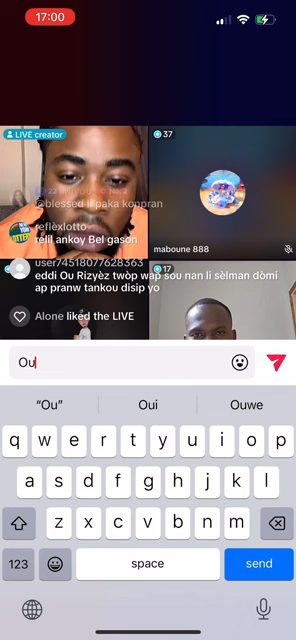 17:00
LIVE creator
37
@blessed li paka konpran
reflèxlotto
relil ankoy Bel gason
maboune 888
user74518077628363
17
eddi Ou Rizyèz twòp wap sou nan li sèlman dòmi
ap pranw tankou disip yo
Alone liked the LIVE
Ou
“Ou”
Oui
Ouwe
q w e r t y u i o p
a s d f g h j k l
z x c v b n m
123
space
send